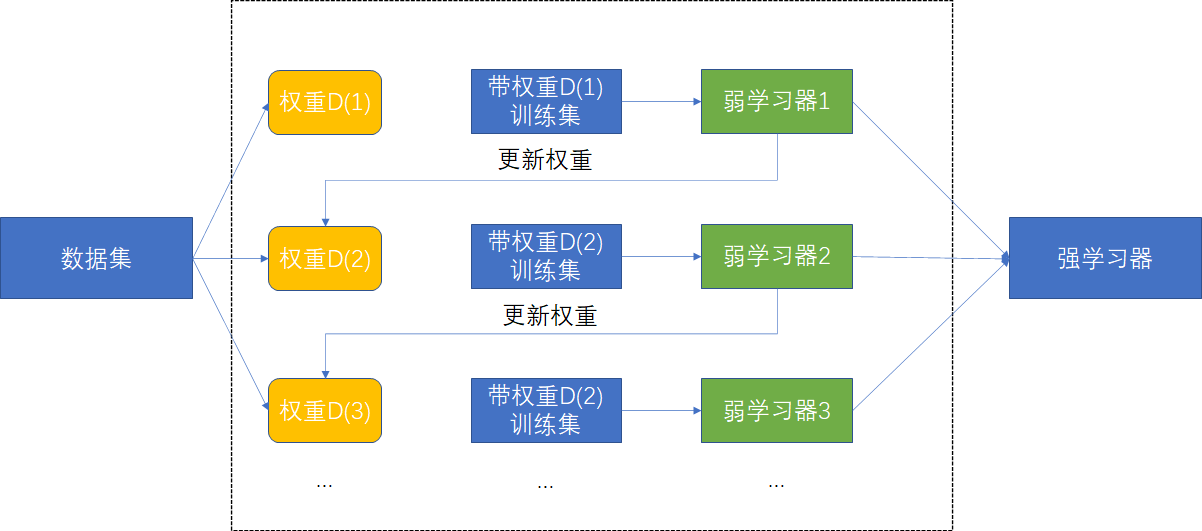 权重D(1)
带权重D(1)
训练集
弱学习器1
更新权重
数据集
权重D(2)
带权重D(2)
训练集
弱学习器2
强学习器
更新权重
权重D(3)
带权重D(2)
训练集
弱学习器3
...
...
...